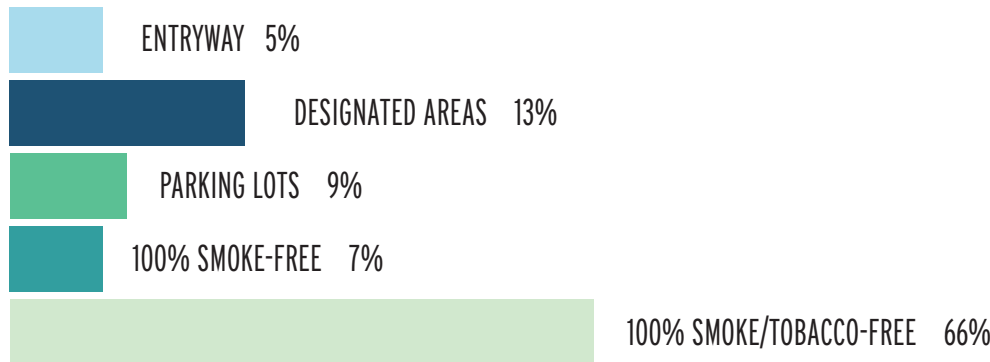 ENTRYWAY 5%
DESIGNATED AREAS 13%
PARKING LOTS 9%
100% SMOKE-FREE 7%
100% SMOKE/TOBACCO-FREE 66%